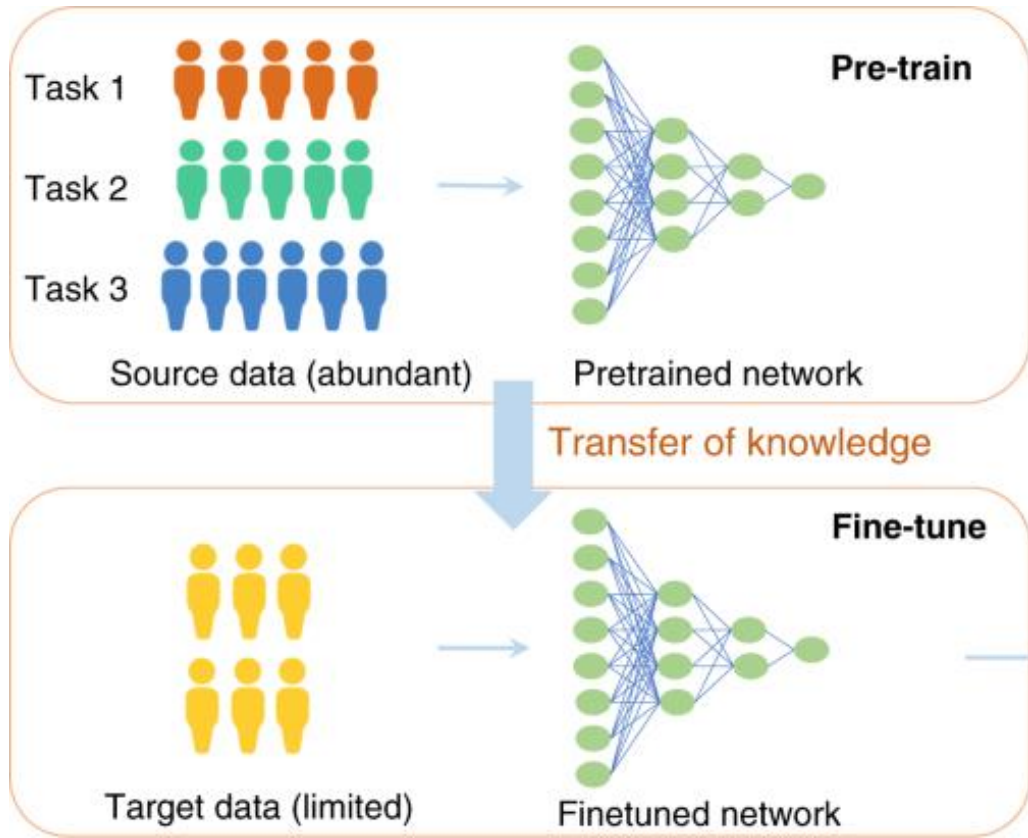 Pre-train
Task 1
Task 2
Task 3
Source data (abundant)
Pretrained network
Transfer of knowledge
Fine-tune
Target data (limited)
Finetuned network